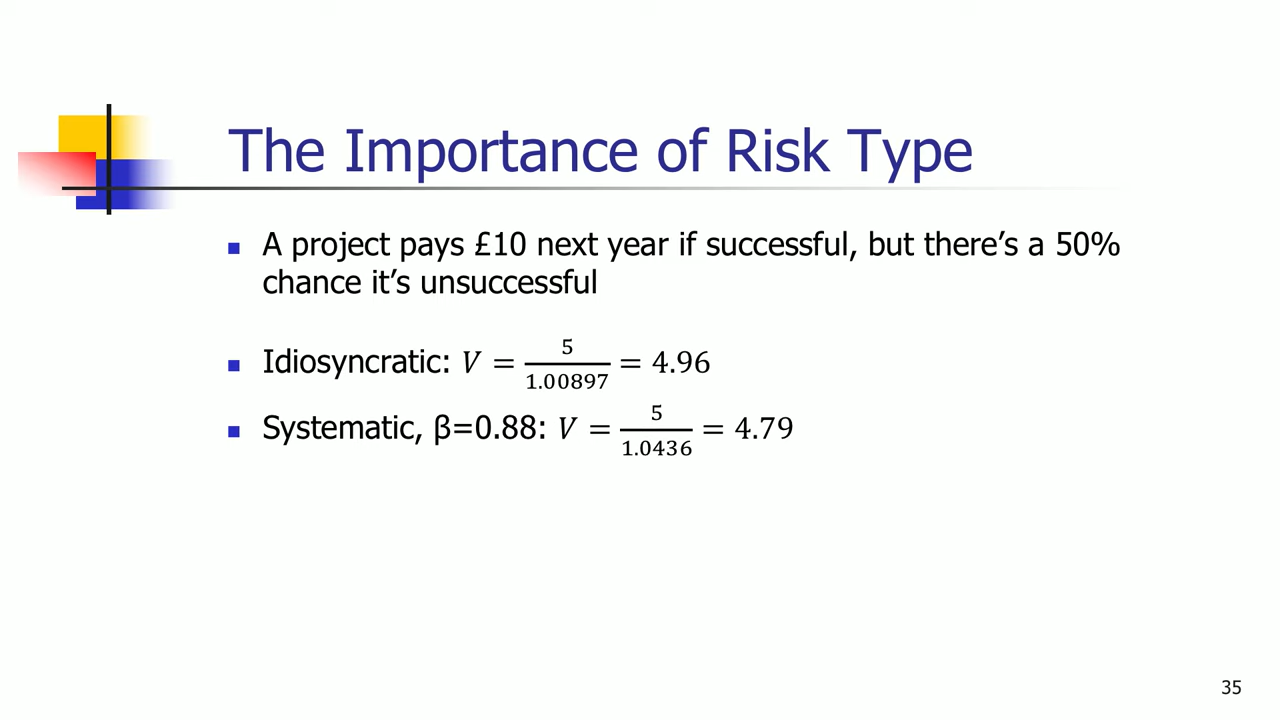 The Importance of Risk Type
A project pays £10 next year if successful, but there’s a 50%
chance it’s unsuccessful
Idiosyncratic: 𝑉 = 5/1.00897 = 4.96
Systematic, β=0.88: 𝑉 = 5/1.0436 = 4.79
35